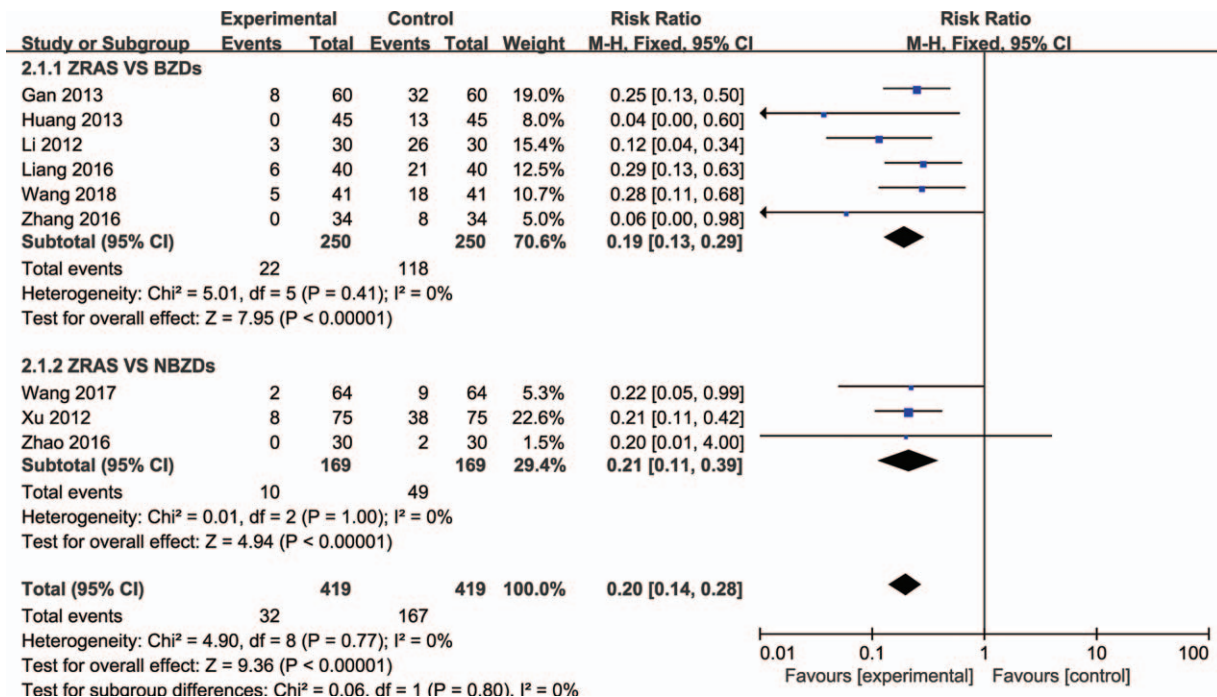 Experimental Control Risk Ratio Risk Ratio
Study or Subgroup Events Total Events Total Weight M-H, Fixed, 95% CI M-H, Fixed, 95% CI
2.1.1 ZRAS VS BZDs
Gan 2013 8 60 32 60 19.0% 0.25 [0.13, 0.50]
Huang 2013 0 45 13 45 8.0% 0.04 [0.00, 0.60]
Li 2012 3 30 26 30 15.4% 0.12 [0.04, 0.34]
Liang 2016 6 40 21 40 12.5% 0.29 [0.13, 0.63]
Wang 2018 5 41 18 41 10.7% 0.28 [0.11, 0.68]
Zhang 2016 0 34 8 34 5.0% 0.06 [0.00, 0.98]
Subtotal (95% CI) 250 250 70.6% 0.19 [0.13, 0.29]
Total events 22 118
Heterogeneity: Chi² = 5.01, df = 5 (P = 0.41); I² = 0%
Test for overall effect: Z = 7.95 (P < 0.00001)
2.1.2 ZRAS VS NBZDs
Wang 2017 2 64 9 64 5.3% 0.22 [0.05, 0.99]
Xu 2012 8 75 38 75 22.6% 0.21 [0.11, 0.42]
Zhao 2016 0 30 2 30 1.5% 0.20 [0.01, 4.00]
Subtotal (95% CI) 169 169 29.4% 0.21 [0.11, 0.39]
Total events 10 49
Heterogeneity: Chi² = 0.01, df = 2 (P = 1.00); I² = 0%
Test for overall effect: Z = 4.94 (P < 0.00001)
Total (95% CI) 419 419 100.0% 0.20 [0.14, 0.28]
Total events 32 167
Heterogeneity: Chi² = 4.90, df = 8 (P = 0.77); I² = 0%
Test for overall effect: Z = 9.36 (P < 0.00001)
Test for subgroup differences: Chi² = 0.06, df = 1 (P = 0.80), I² = 0%
0.01 0.1 1 10 100
Favours [experimental] Favours [control]